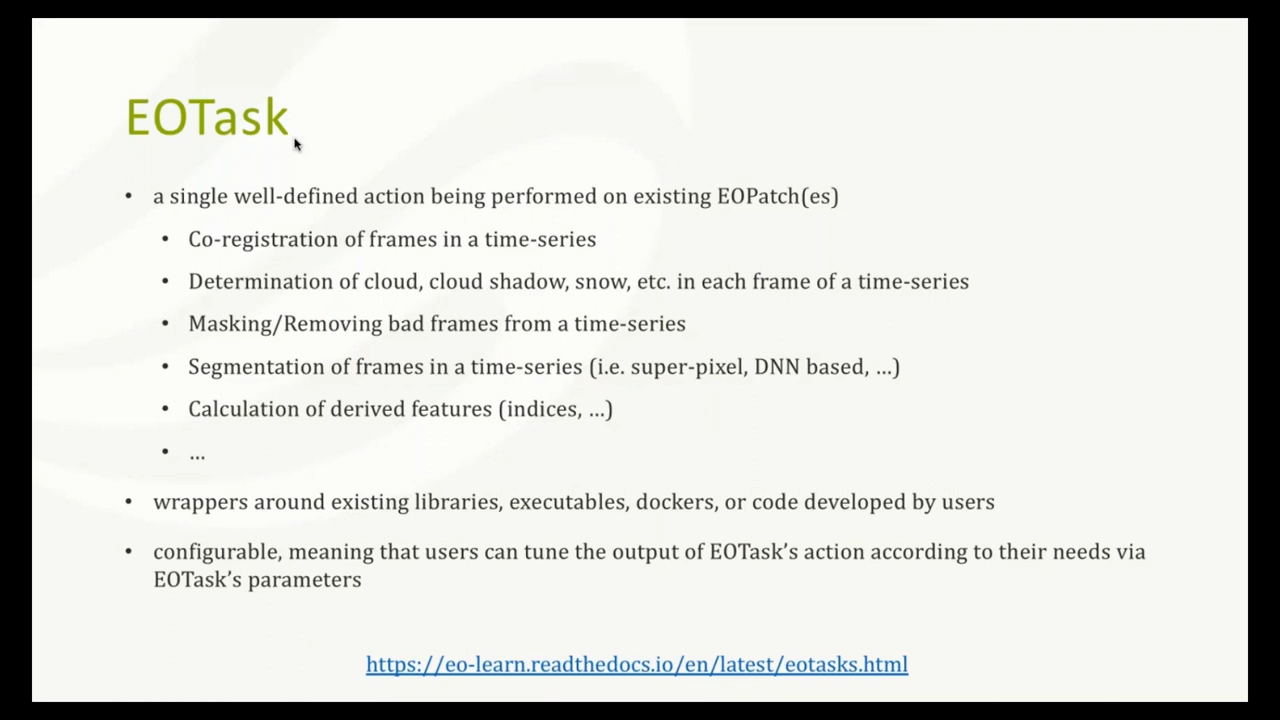 EOTask
• a single well-defined action being performed on existing EOPatch(es)
• Co-registration of frames in a time-series
• Determination of cloud, cloud shadow, snow, etc. in each frame of a time-series
• Masking/Removing bad frames from a time-series
• Segmentation of frames in a time-series (i.e. super-pixel, DNN based, …)
• Calculation of derived features (indices, …)
• …
• wrappers around existing libraries, executables, dockers, or code developed by users
• configurable, meaning that users can tune the output of EOTask’s action according to their needs via
EOTask’s parameters
https://eo-learn.readthedocs.io/en/latest/eotasks.html